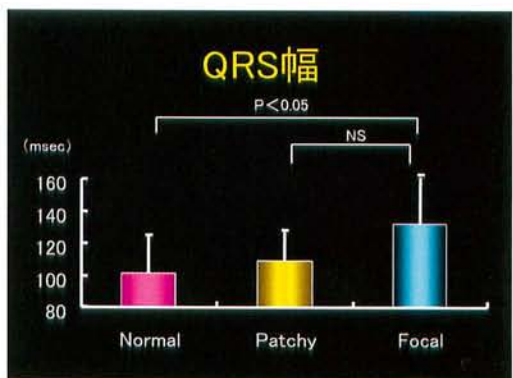 QRS幅
P＜0.05
NS
(msec)
160
140
120
100
80
Normal Patchy Focal